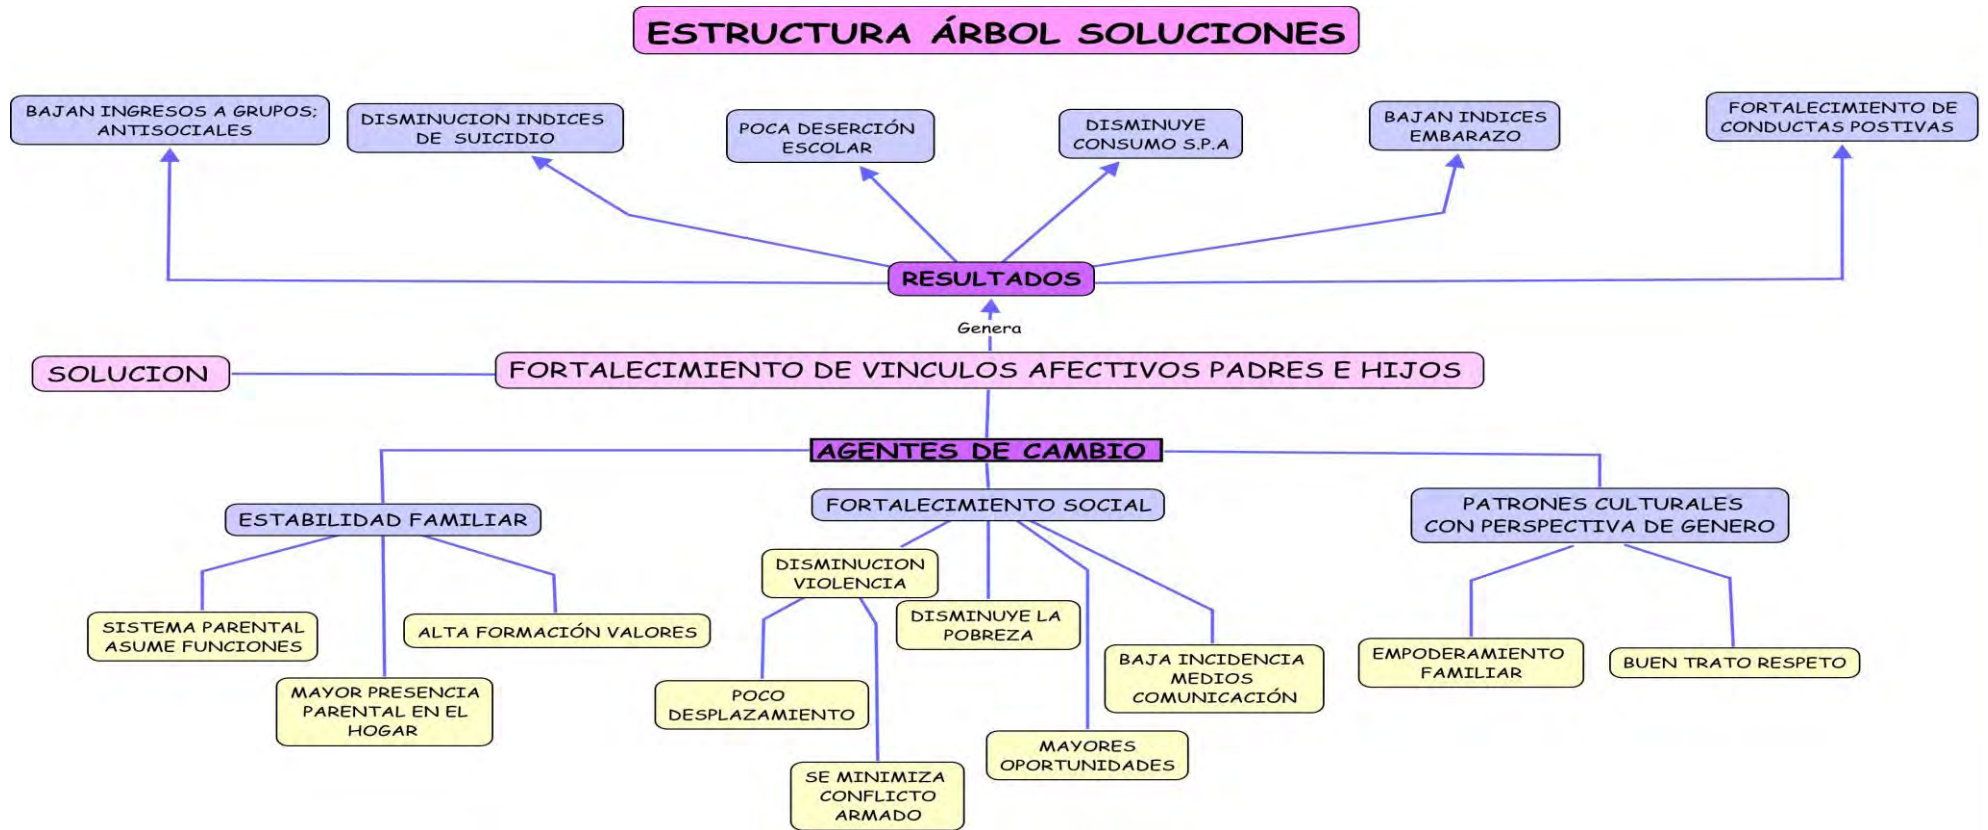 ESTRUCTURA ÁRBOL SOLUCIONES
BAJAN INGRESOS A GRUPOS;
ANTISOCIALES
DISMINUCION INDICES
DE SUICIDIO
POCA DESERCIÓN
ESCOLAR
DISMINUYE
CONSUMO S.P.A
BAJAN INDICES
EMBARAZO
FORTALECIMIENTO DE
CONDUCTAS POSTIVAS
RESULTADOS
Genera
SOLUCION
FORTALECIMIENTO DE VINCULOS AFECTIVOS PADRES E HIJOS
AGENTES DE CAMBIO
ESTABILIDAD FAMILIAR
FORTALECIMIENTO SOCIAL
PATRONES CULTURALES
CON PERSPECTIVA DE GENERO
SISTEMA PARENTAL
ASUME FUNCIONES
MAYOR PRESENCIA
PARENTAL EN EL
HOGAR
ALTA FORMACIÓN VALORES
DISMINUCION
VIOLENCIA
POCO
DESPLAZAMIENTO
SE MINIMIZA
CONFLICTO
ARMADO
DISMINUYE LA
POBREZA
MAYORES
OPORTUNIDADES
BAJA INCIDENCIA
MEDIOS
COMUNICACIÓN
EMPODERAMIENTO
FAMILIAR
BUEN TRATO RESPETO